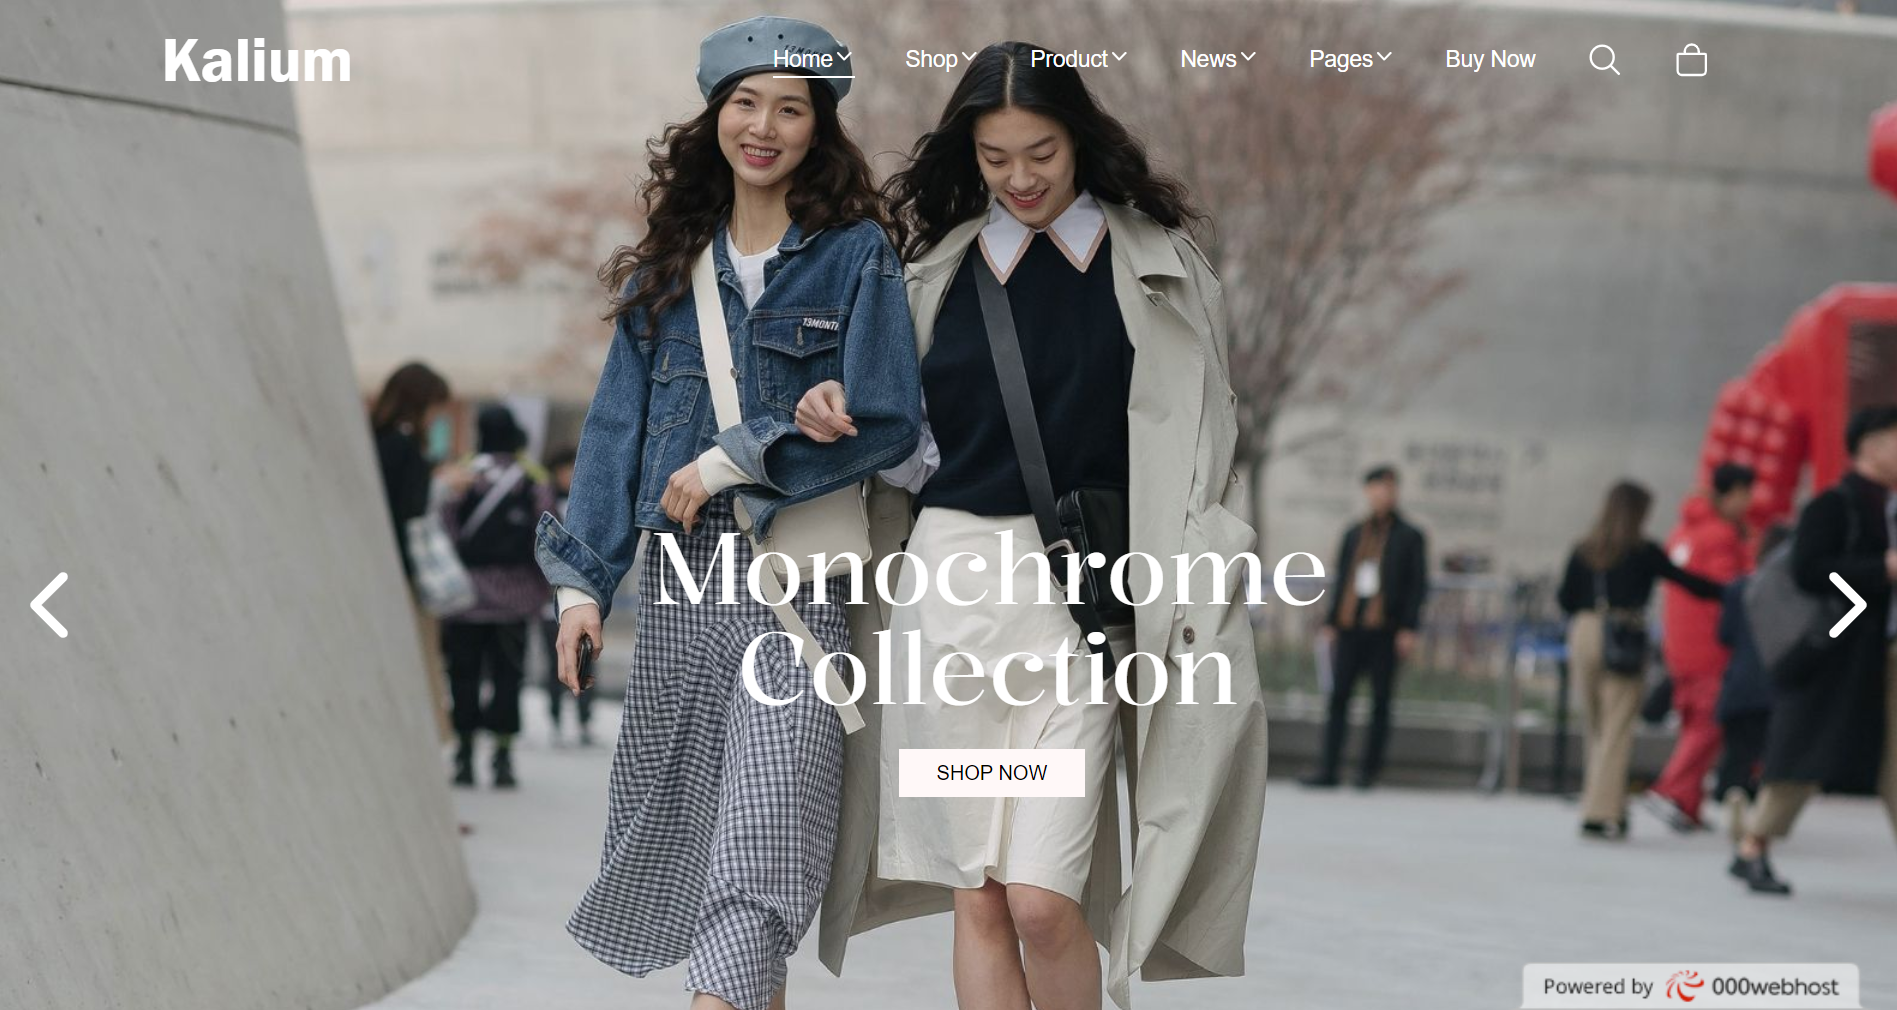 Kalium
Home
Shop
Product
News
Pages
Buy Now
13MONTH
Monochrome
Collection
SHOP NOW
Powered by 000webhost